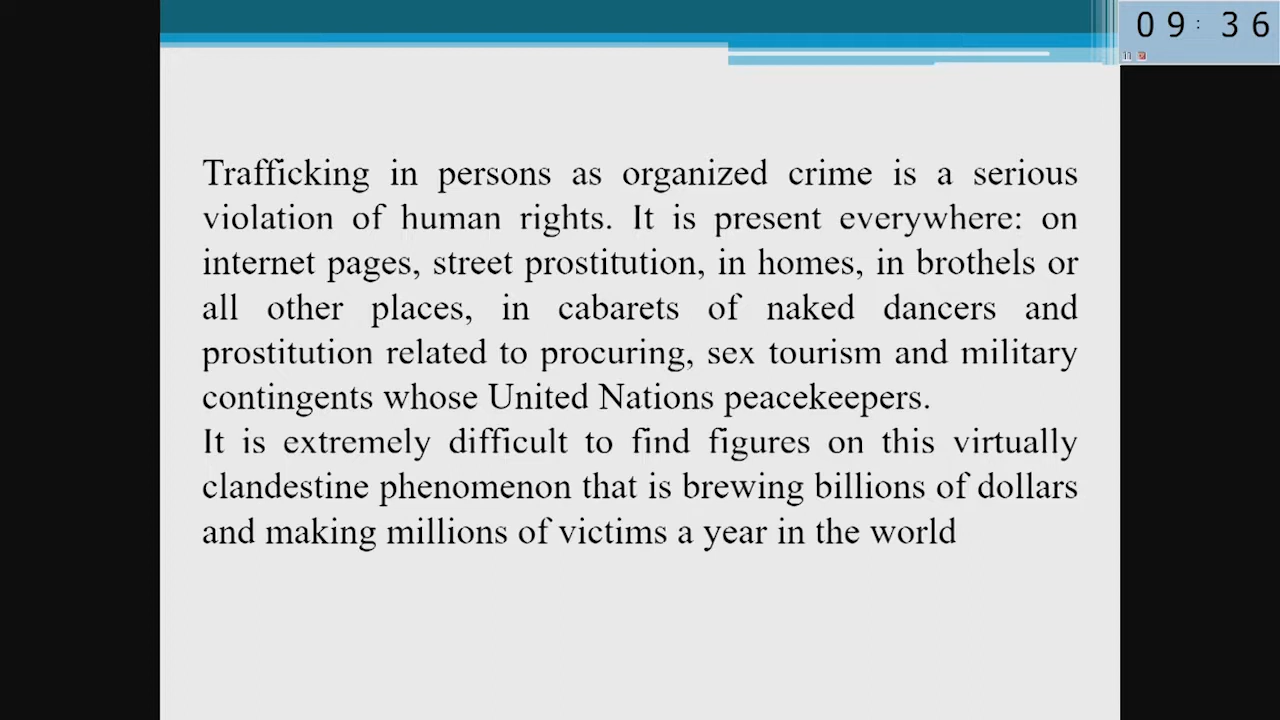 09: 36
Trafficking in persons as organized crime is a serious
violation of human rights. It is present everywhere: on
internet pages, street prostitution, in homes, in brothels or
all other places, in cabarets of naked dancers and
prostitution related to procuring, sex tourism and military
contingents whose United Nations peacekeepers.
It is extremely difficult to find figures on this virtually
clandestine phenomenon that is brewing billions of dollars
and making millions of victims a year in the world